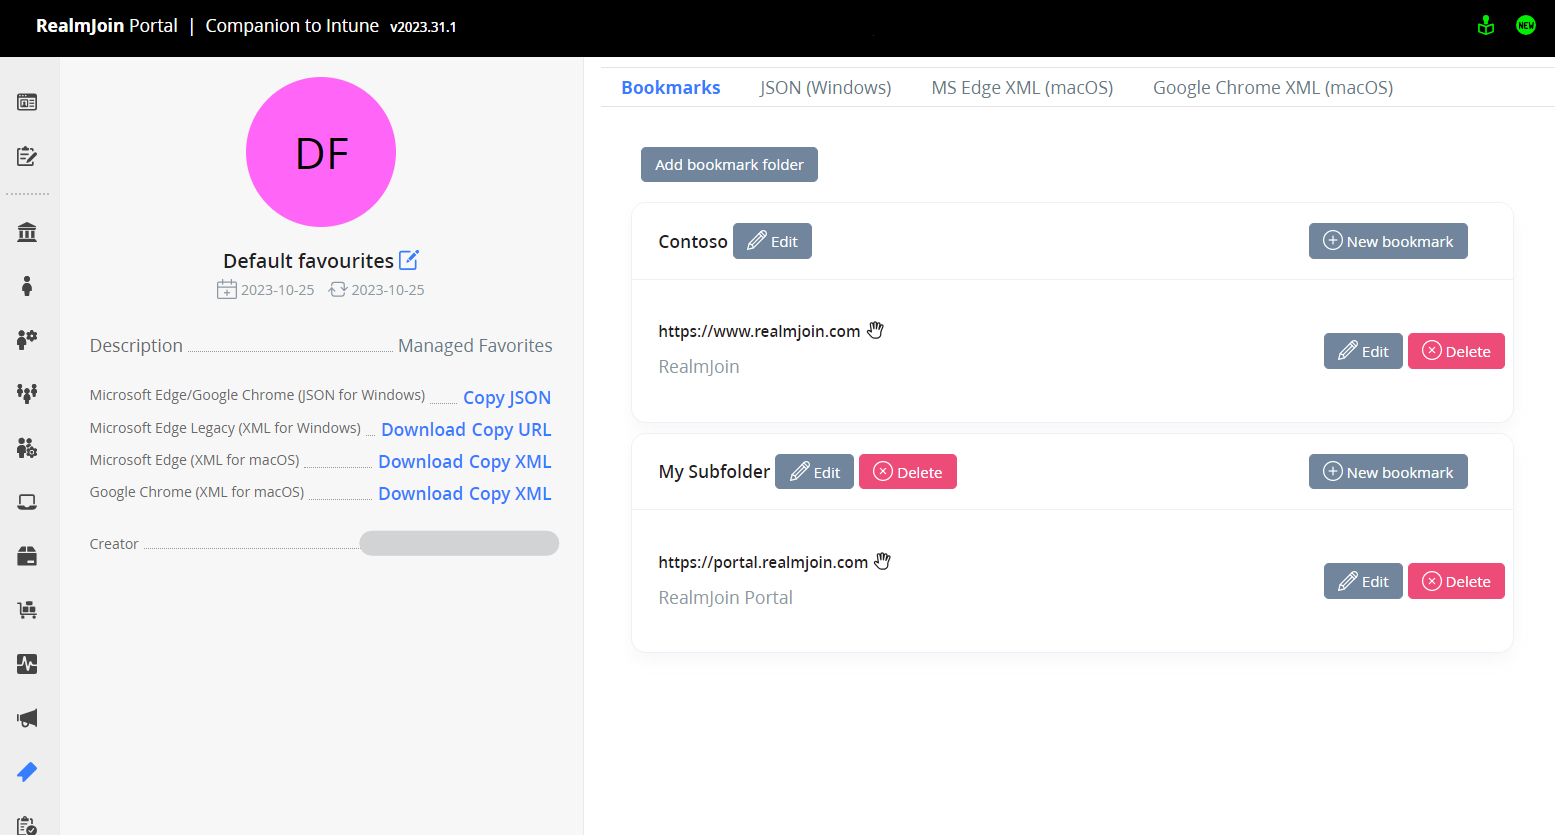 RealmJoin Portal | Companion to Intune v2023.31.1
NEW
DF
Default favourites
2023-10-25 2023-10-25
Description Managed Favorites
Microsoft Edge/Google Chrome (JSON for Windows) Copy JSON
Microsoft Edge Legacy (XML for Windows) Download Copy URL
Microsoft Edge (XML for macOS) Download Copy XML
Google Chrome (XML for macOS) Download Copy XML
Creator
Bookmarks JSON (Windows) MS Edge XML (macOS) Google Chrome XML (macOS)
Add bookmark folder
Contoso Edit New bookmark
https://www.realmjoin.com
RealmJoin
Edit Delete
My Subfolder Edit Delete New bookmark
https://portal.realmjoin.com
RealmJoin Portal
Edit Delete